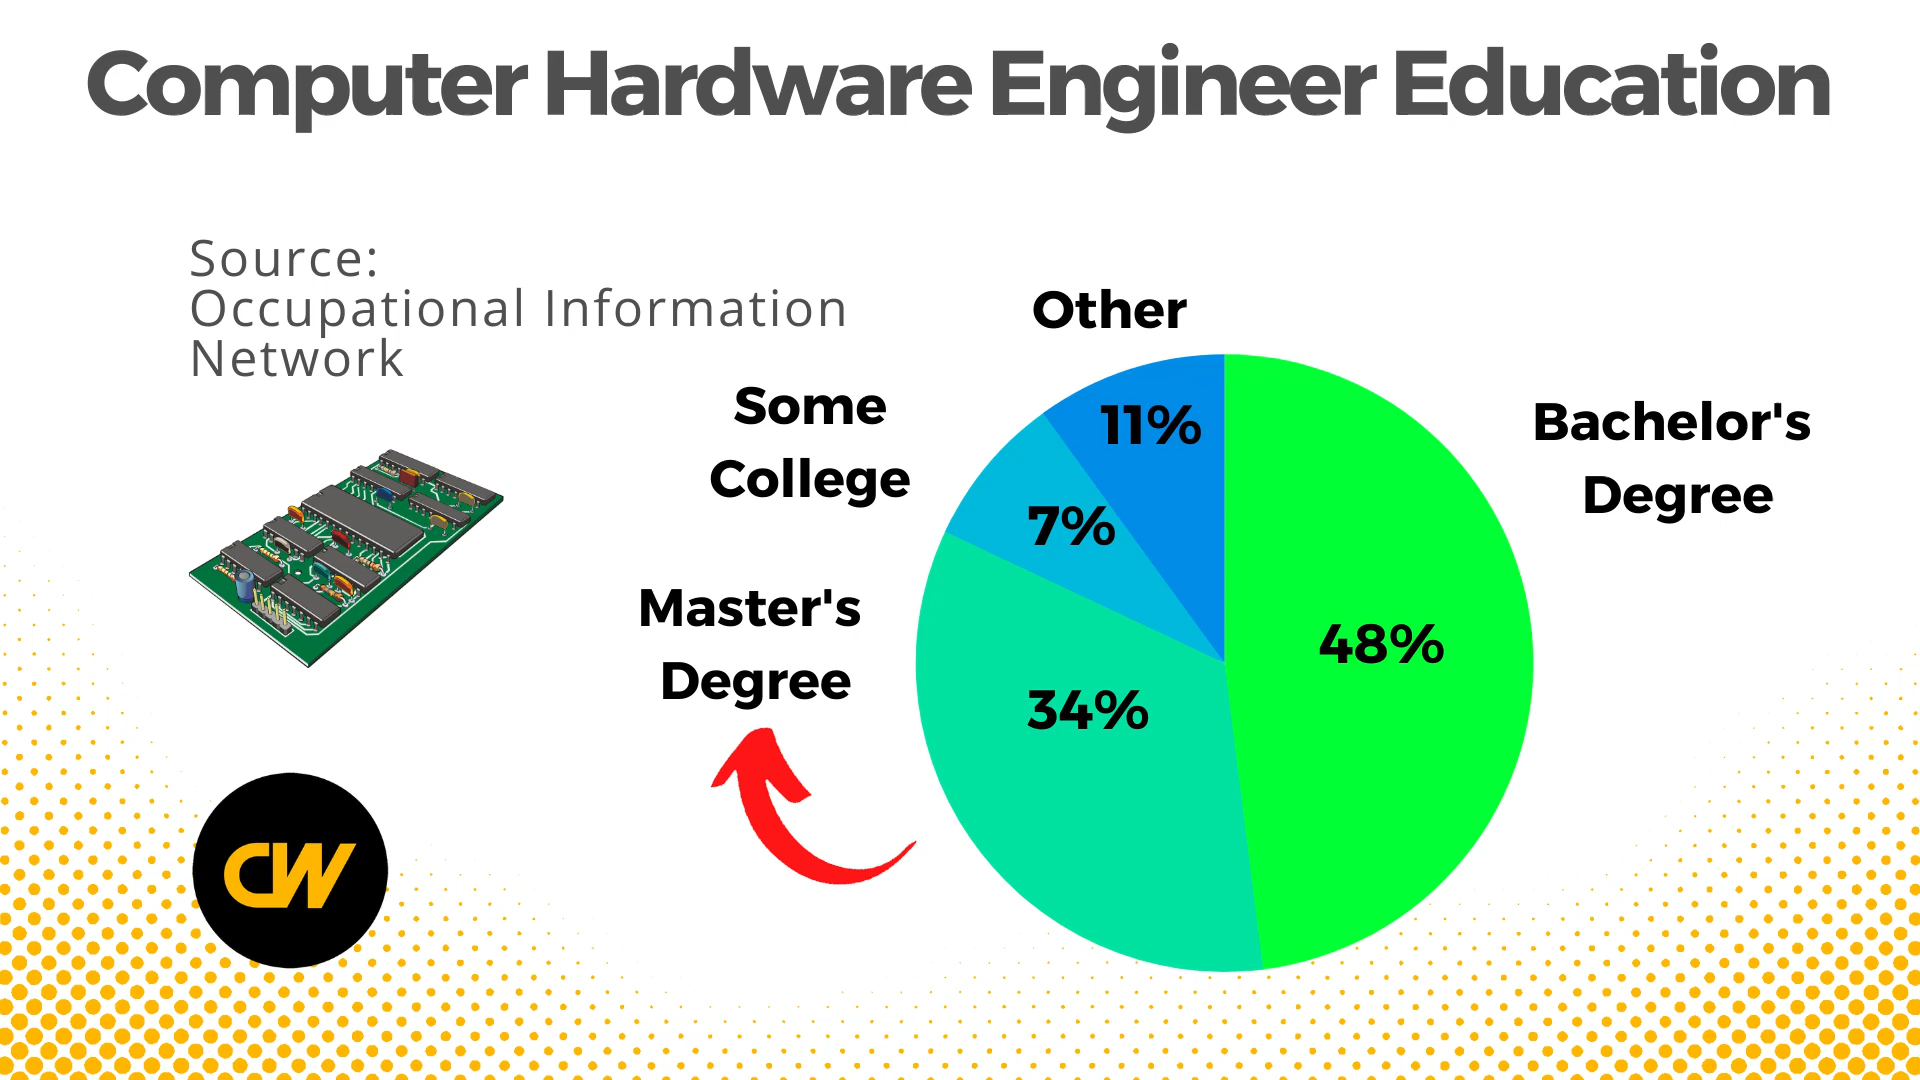 Computer Hardware Engineer Education
Source:
Occupational Information
Network
Other
Some
College
Bachelor's
Degree
Master's
Degree
11%
7%
48%
34%
CW